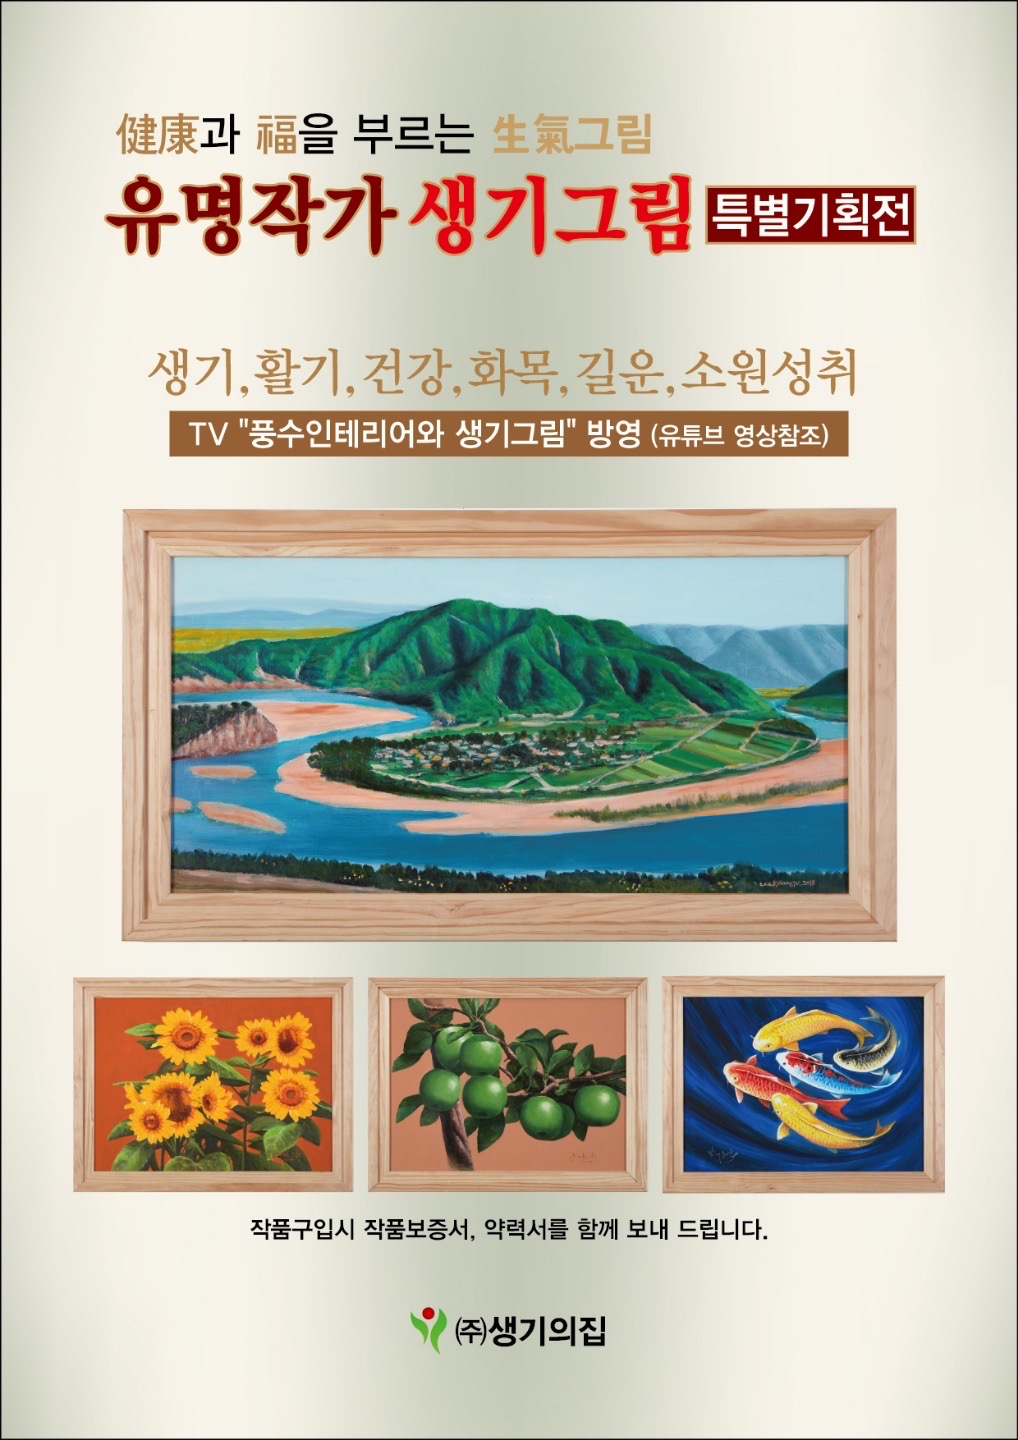 健康과 福을 부르는 生氣그림
유명작가 생기그림 특별기획전
생기,활기,건강,화목,길운,소원성취
TV "풍수인테리어와 생기그림" 방영 (유튜브 영상참조)
작품구입시 작품보증서, 약력서를 함께 보내 드립니다.
㈜생기의집